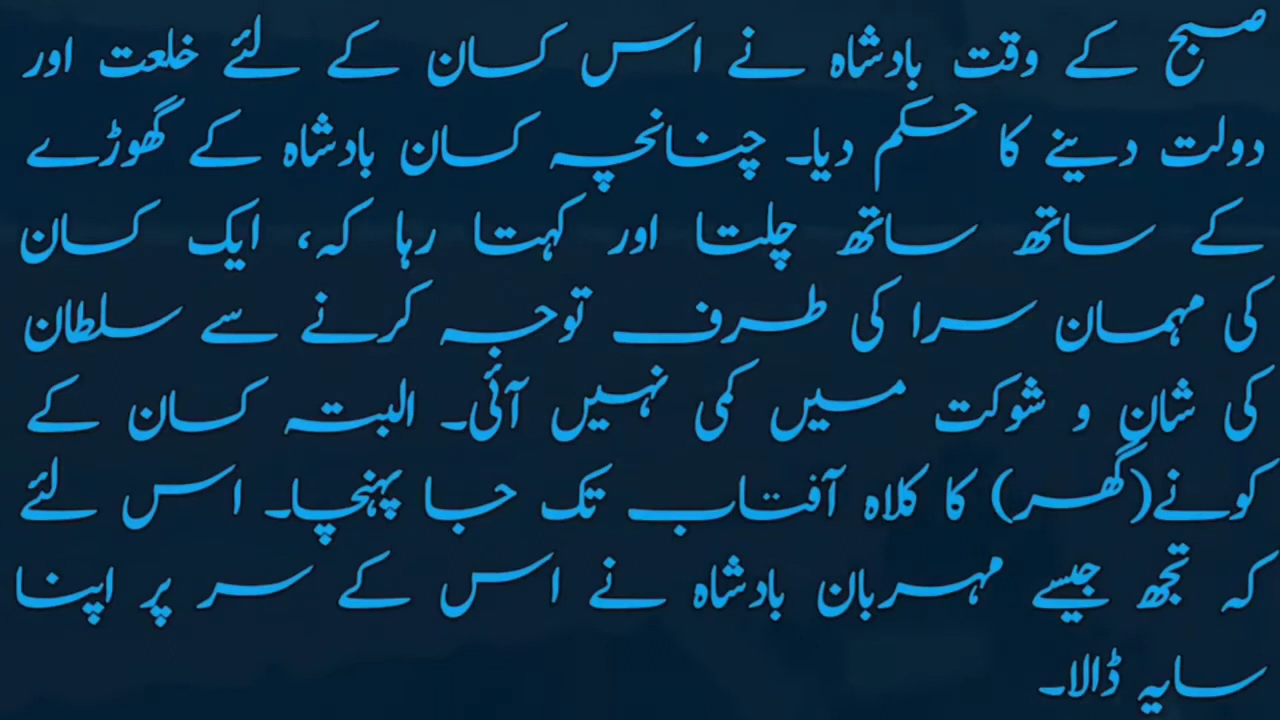 صبح کے وقت بادشاہ نے اس کسان کے لئے خلعت اور
دولت دینے کا حکم دیا۔ چنانچہ کسان بادشاہ کے گھوڑے
کے ساتھ ساتھ چلتا اور کہتا رہا کہ، ایک کسان
کی مہمان سرا کی طرف توجہ کرنے سے سلطان
کی شان و شوکت میں کمی نہیں آئی۔ البتہ کسان کے
کونے(گھر) کا کلاہ آفتاب تک جا پہنچا۔ اس لئے
کہ تجھ جیسے مہربان بادشاہ نے اس کے سر پر اپنا
سایہ ڈالا۔